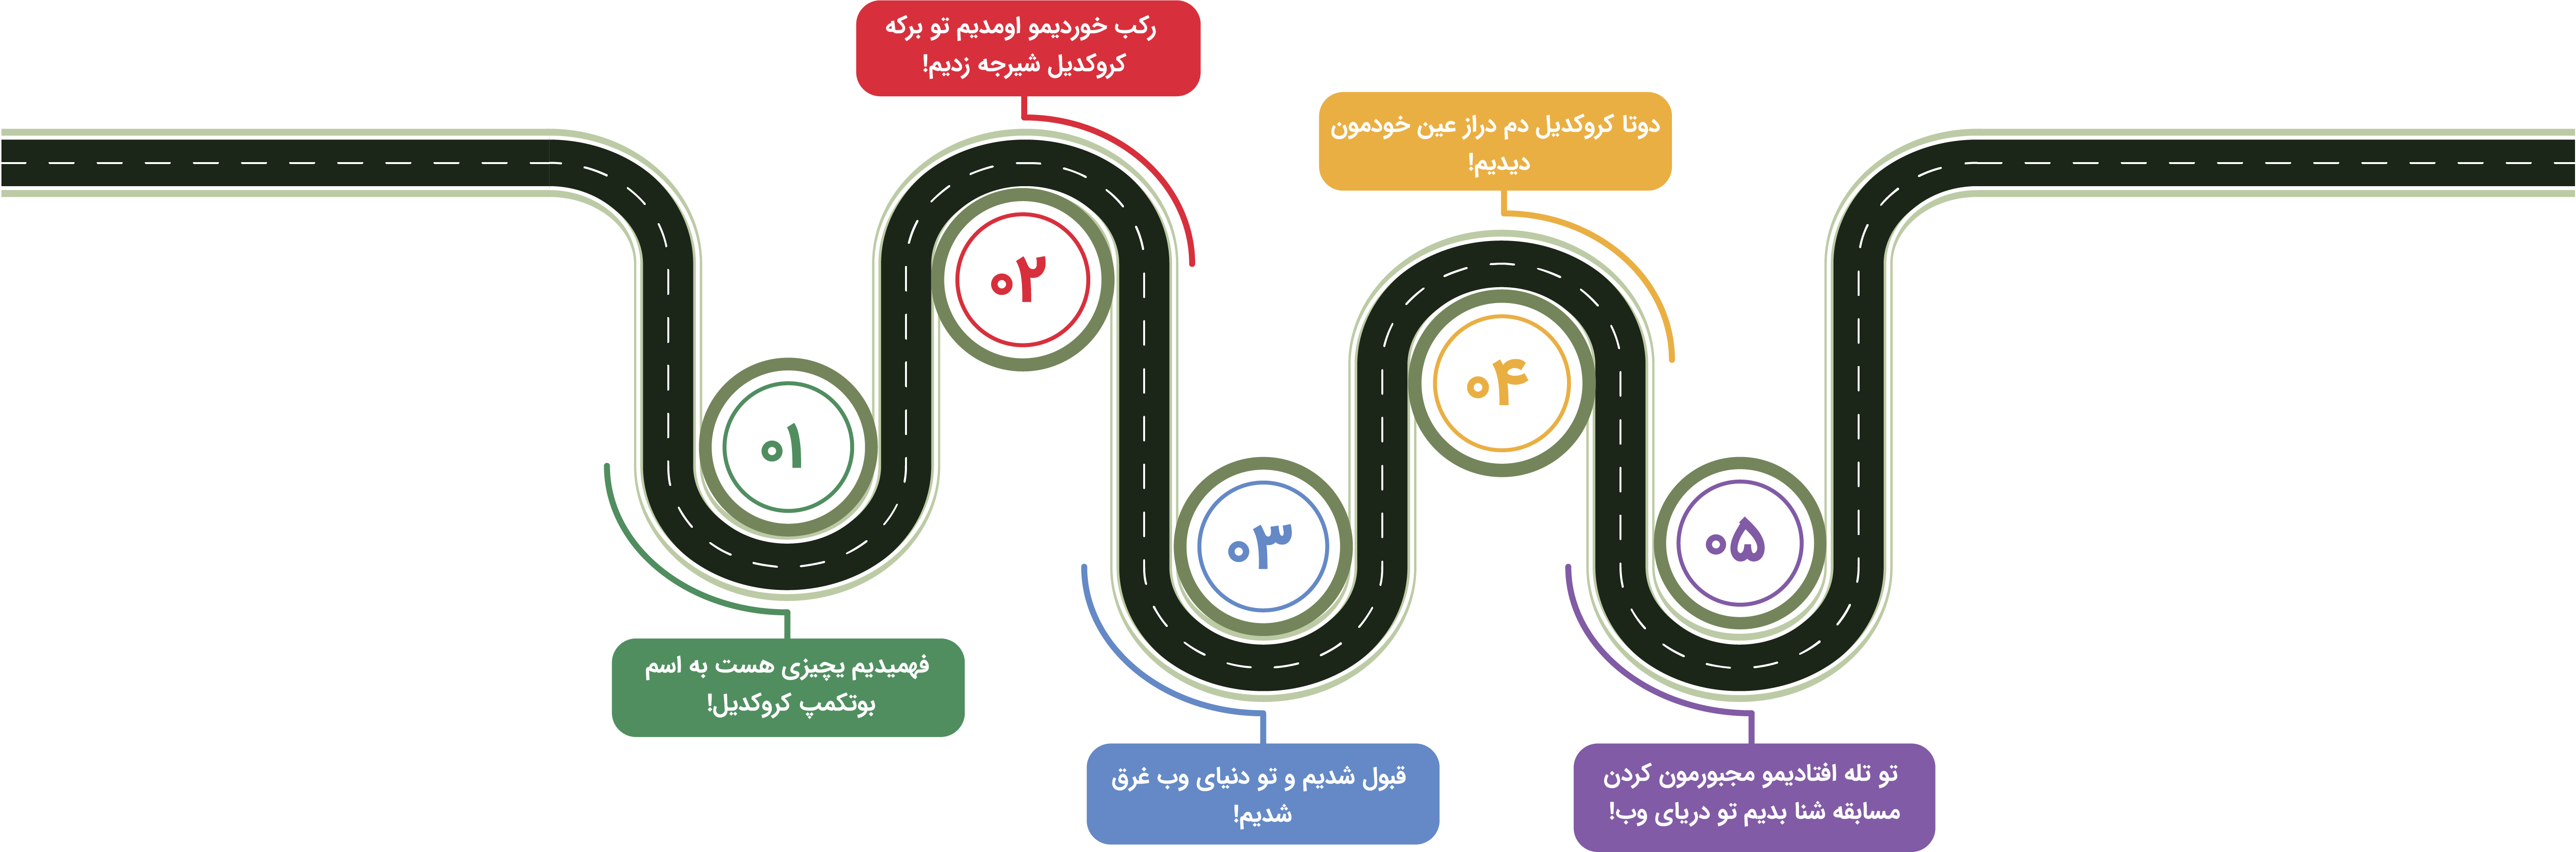 ۰۱
فهمیدیم یچیزی هست به اسم
بوتکمپ کروکدیل!
۰۲
رکب خوردیمو اومدیم تو برکه
کروکدیل شیرجه زدیم!
۰۳
قبول شدیم و تو دنیای وب غرق
شدیم!
۰۴
دوتا کروکدیل دم دراز عین خودمون
دیدیم!
۰۵
تو تله افتادیمو مجبورمون کردن
مسابقه شنا بدیم تو دریای وب!